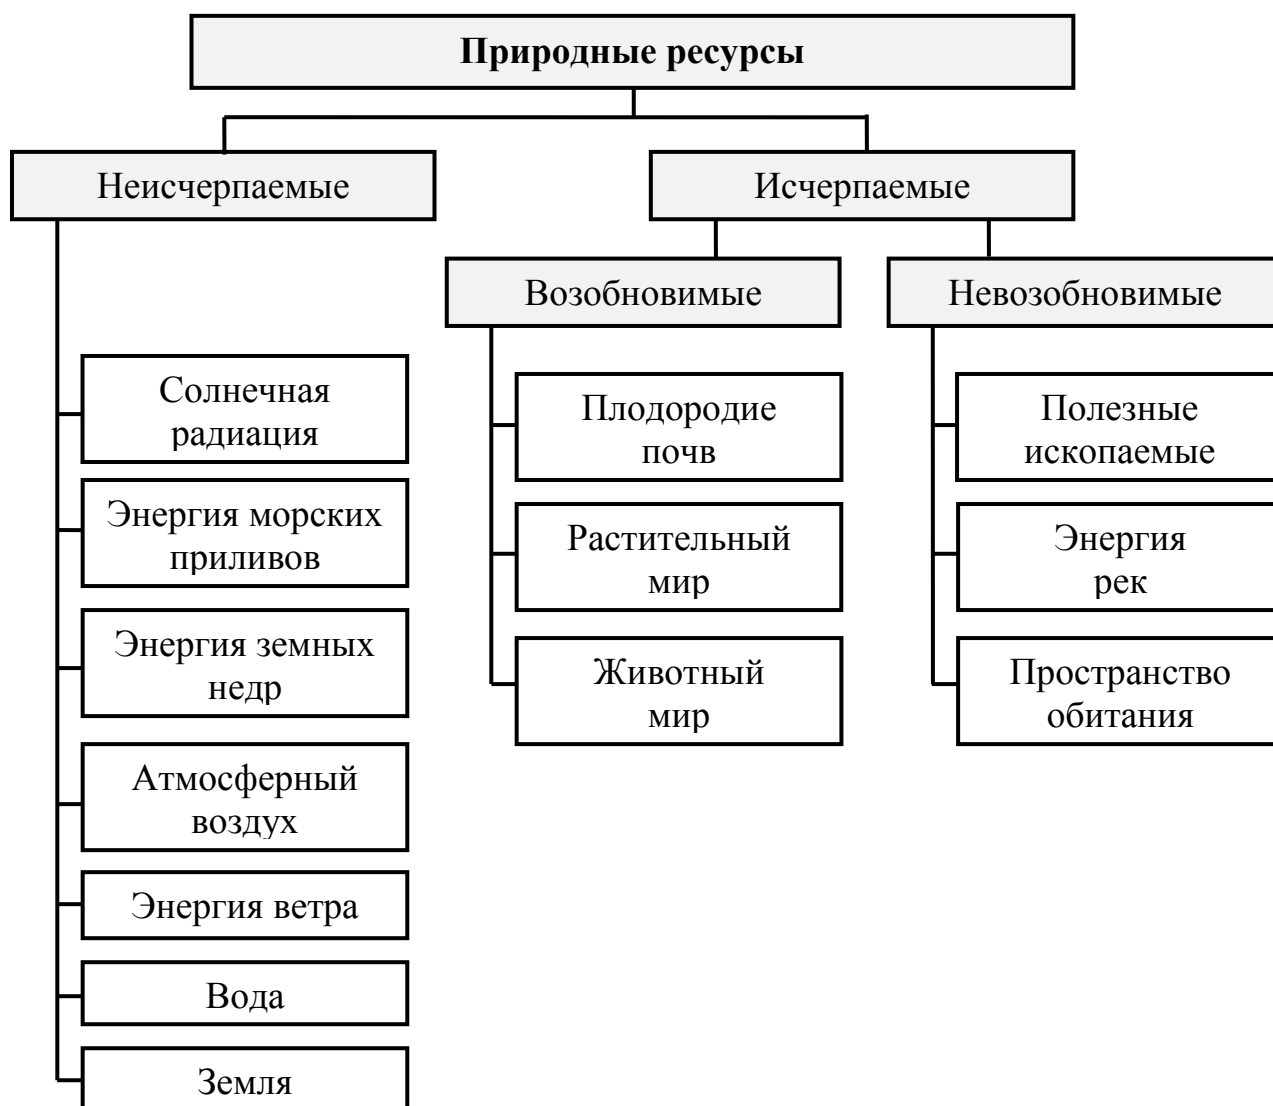 Природные ресурсы
Неисчерпаемые
Исчерпаемые
Возобновимые
Невозобновимые
Солнечная
радиация
Энергия морских
приливов
Энергия земных
недр
Атмосферный
воздух
Энергия ветра
Вода
Земля
Плодородие
почв
Растительный
мир
Животный
мир
Полезные
ископаемые
Энергия
рек
Пространство
обитания